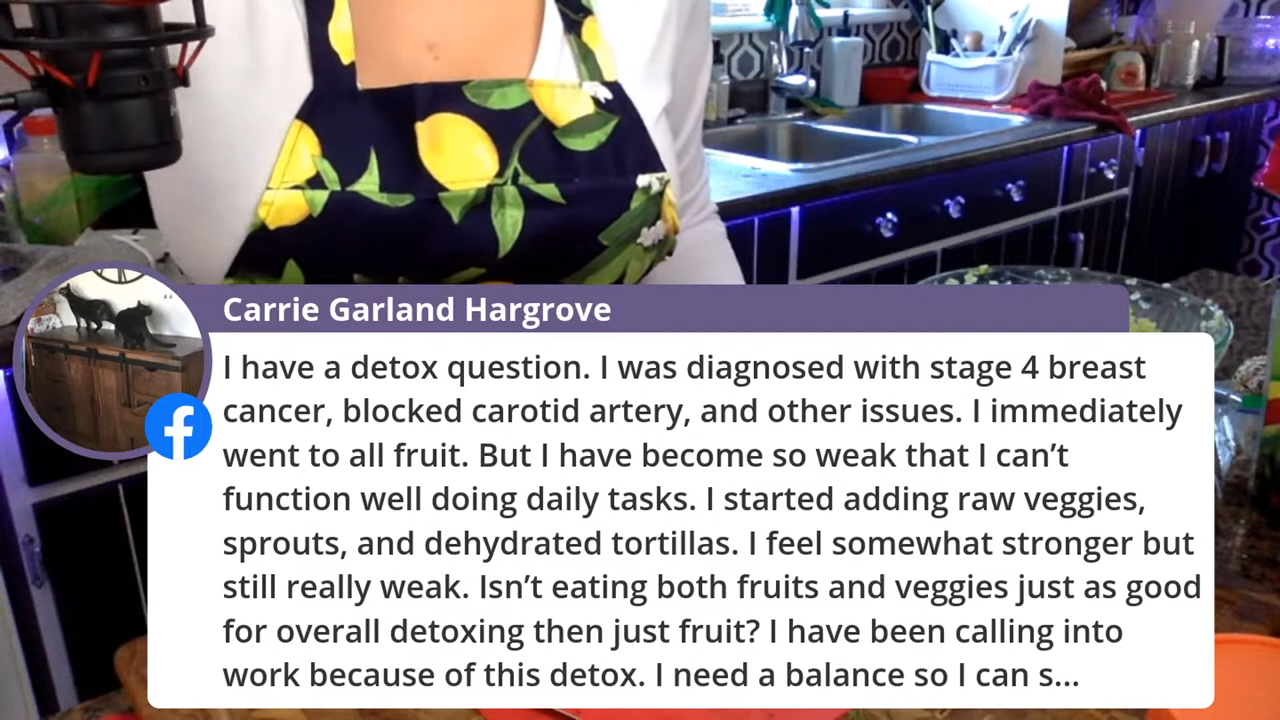 Carrie Garland Hargrove
I have a detox question. I was diagnosed with stage 4 breast
cancer, blocked carotid artery, and other issues. I immediately
went to all fruit. But I have become so weak that I can’t
function well doing daily tasks. I started adding raw veggies,
sprouts, and dehydrated tortillas. I feel somewhat stronger but
still really weak. Isn’t eating both fruits and veggies just as good
for overall detoxing then just fruit? I have been calling into
work because of this detox. I need a balance so I can s...